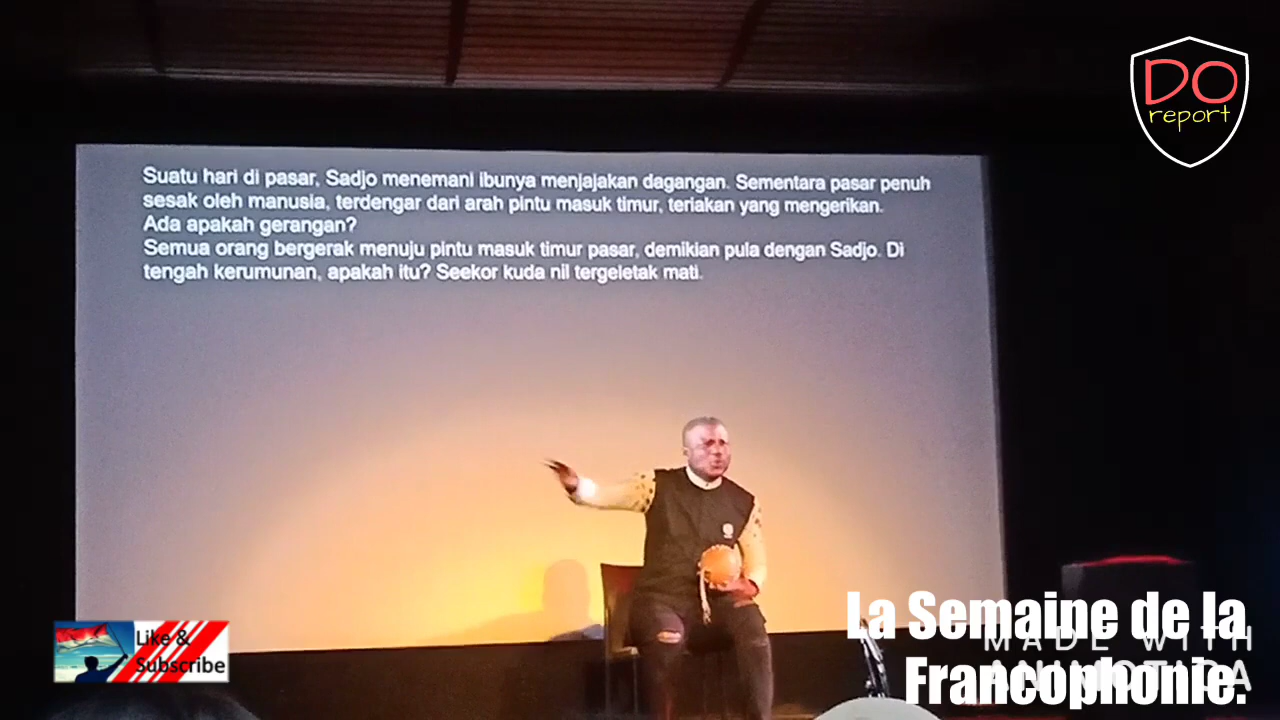 DO
report
Suatu hari di pasar, Sadjo menemani ibunya menjajakan dagangan. Sementara pasar penuh
sesak oleh manusia, terdengar dari arah pintu masuk timur, teriakan yang mengerikan.
Ada apakah gerangan?
Semua orang bergerak menuju pintu masuk timur pasar, demikian pula dengan Sadjo. Di
tengah kerumunan, apakah itu? Seekor kuda nil tergeletak mati.
Like &
Subscribe
La Semaine de la
Francophonie.
MADE WITH
ANIMOTICA